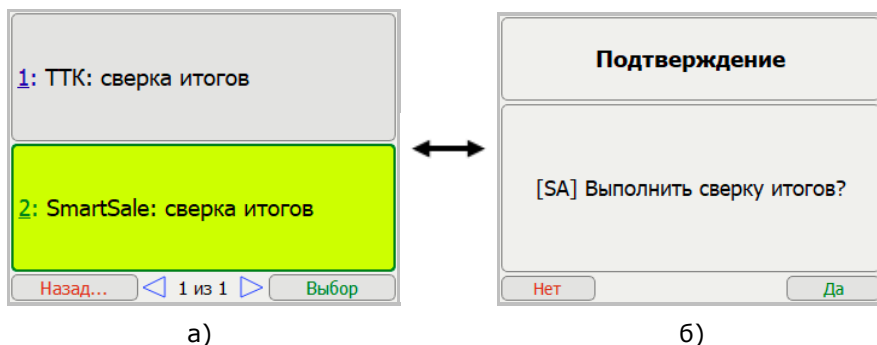 1: ТТК: сверка итогов
2: SmartSale: сверка итогов
Назад... 1 из 1 Выбор
Подтверждение
[SA] Выполнить сверку итогов?
Нет Да
а) б)